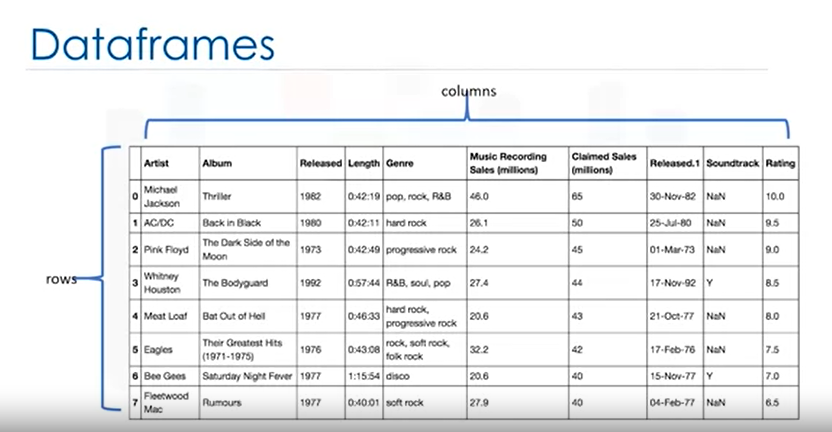 Dataframes
columns
rows
Artist Album Released Length Genre Music Recording Sales (millions) Claimed Sales (millions) Released.1 Soundtrack Rating
0 Michael Jackson Thriller 1982 0:42:19 pop, rock, R&B 46.0 65 30-Nov-82 NaN 10.0
1 AC/DC Back in Black 1980 0:42:11 hard rock 26.1 50 25-Jul-80 NaN 9.5
2 Pink Floyd The Dark Side of the Moon 1973 0:42:49 progressive rock 24.2 45 01-Mar-73 NaN 9.0
3 Whitney Houston The Bodyguard 1992 0:57:44 R&B, soul, pop 27.4 44 17-Nov-92 Y 8.5
4 Meat Loaf Bat Out of Hell 1977 0:46:33 hard rock, progressive rock 20.6 43 21-Oct-77 NaN 8.0
5 Eagles Their Greatest Hits (1971-1975) 1976 0:43:08 rock, soft rock, folk rock 32.2 42 17-Feb-76 NaN 7.5
6 Bee Gees Saturday Night Fever 1977 1:15:54 disco 20.6 40 15-Nov-77 Y 7.0
7 Fleetwood Mac Rumours 1977 0:40:01 soft rock 27.9 40 04-Feb-77 NaN 6.5